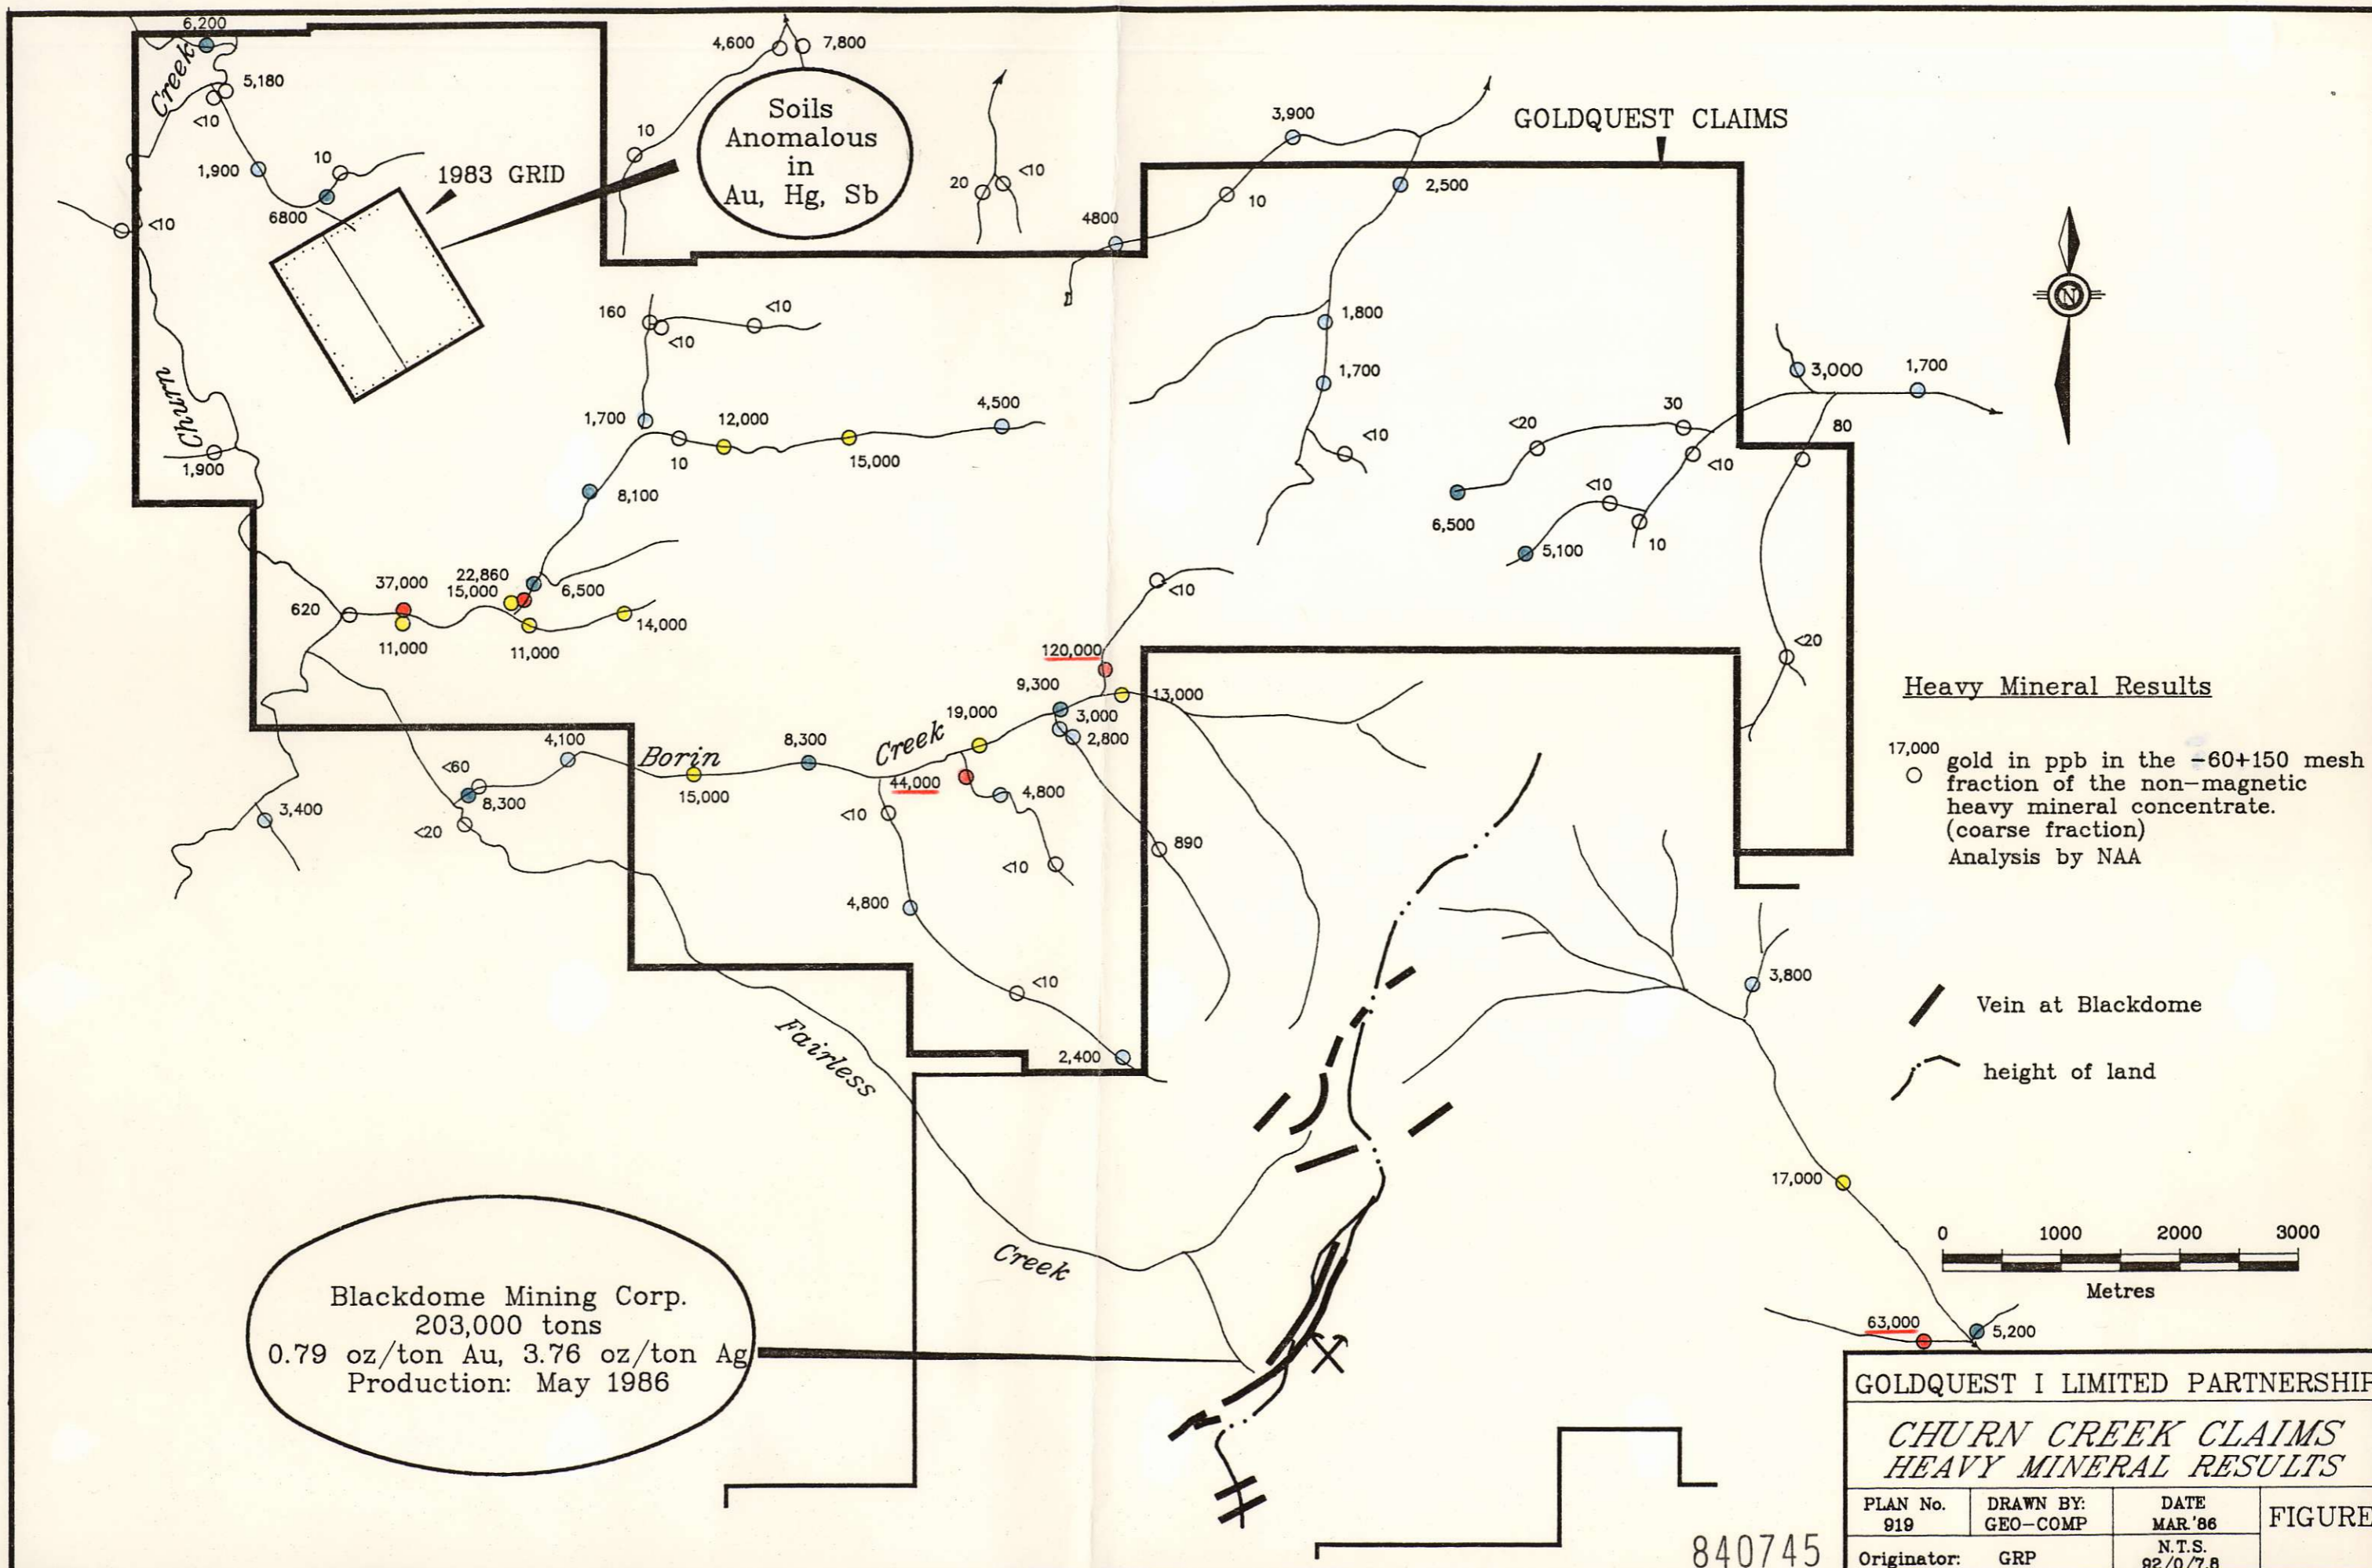 6,200
4,600
7,800
Creek
5,180
<10
Soils
Anomalous
in
Au, Hg, Sb
10
3,900
GOLDQUEST CLAIMS
1,900
10
1983 GRID
20
<10
10
2,500
6800
<10
4800
160
<10
<10
1,800
Churn
1,700
3,000
1,700
1,700
12,000
4,500
<20
30
80
1,900
10
15,000
<10
<10
8,100
<10
6,500
5,100
10
37,000
22,860
15,000
6,500
<10
620
14,000
11,000
11,000
120,000
<20
9,300
13,000
Heavy Mineral Results
19,000
3,000
2,800
4,100
Borin
8,300
Creek
17,000
gold in ppb in the -60+150 mesh
fraction of the non-magnetic
heavy mineral concentrate.
(coarse fraction)
Analysis by NAA
<60
8,300
15,000
44,000
4,800
3,400
<20
<10
890
<10
4,800
3,800
<10
Vein at Blackdome
Fairless
2,400
height of land
17,000
0 1000 2000 3000
Metres
Creek
Blackdome Mining Corp.
203,000 tons
0.79 oz/ton Au, 3.76 oz/ton Ag
Production: May 1986
63,000
5,200
N
GOLDQUEST I LIMITED PARTNERSHIP
CHURN CREEK CLAIMS
HEAVY MINERAL RESULTS
PLAN No.
919
DRAWN BY:
GEO-COMP
DATE
MAR.'86
FIGURE
840745
Originator: GRP
N.T.S.
92/O/7,8